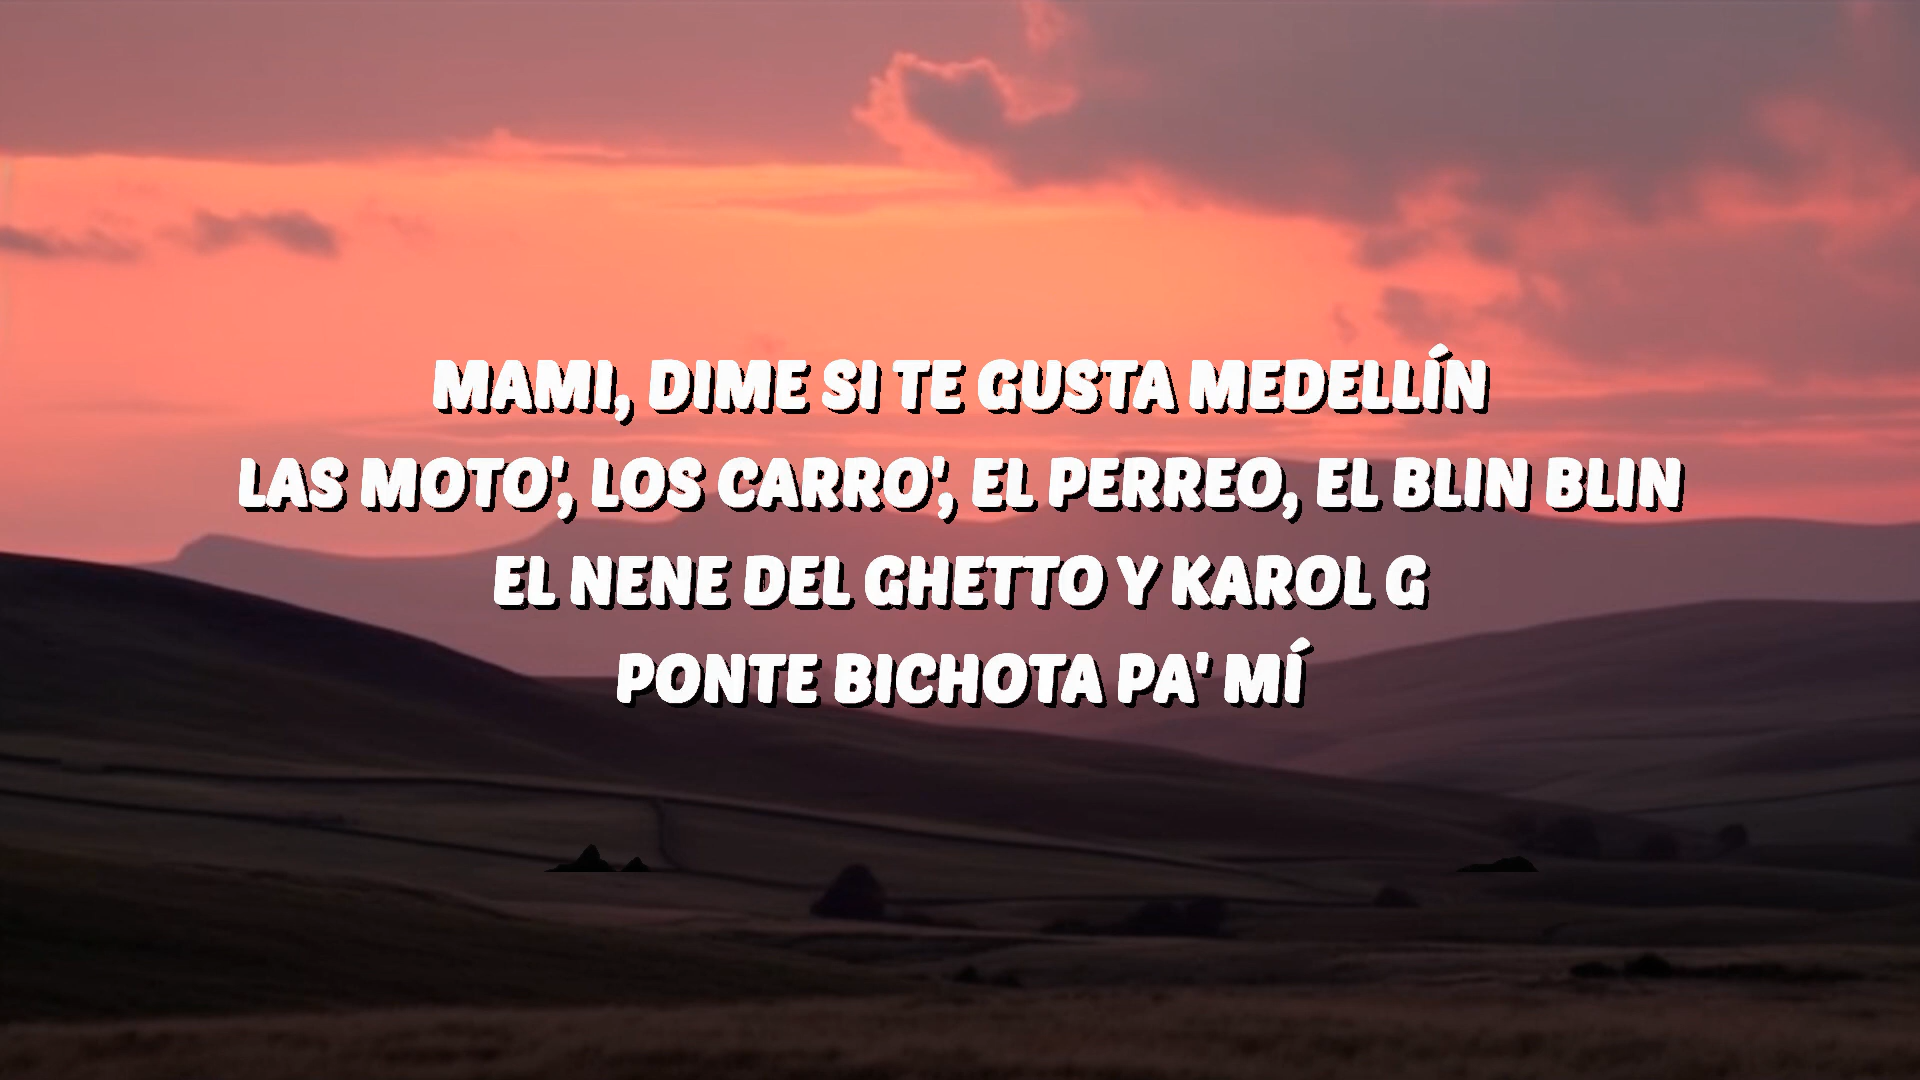 MAMI, DIME SI TE GUSTA MEDELLÍN
LAS MOTO', LOS CARRO', EL PERREO, EL BLIN BLIN
EL NENE DEL GHETTO Y KAROL G
PONTE BICHOTA PA' MÍ